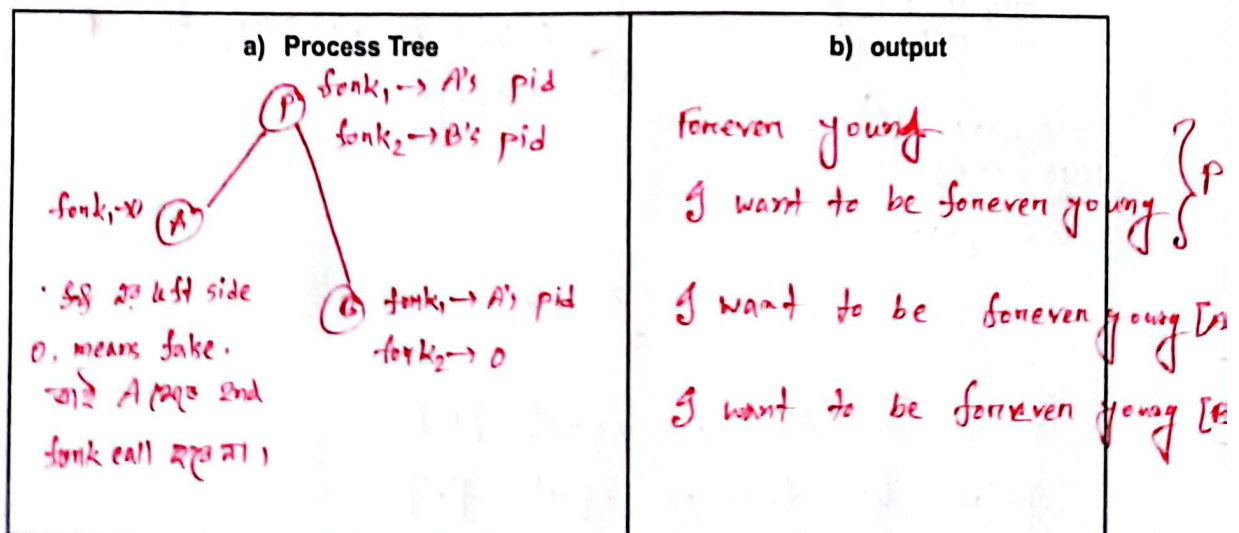 a) Process Tree
P
fork₁ → A's pid
fork₂ → B's pid
fork₁ →0
A
B
fork₁ → A's pid
fork₂ → 0
left side
0, means false.
তাই A থেকে 2nd
fork call হবে না।
b) output
Forever young
I want to be forever young
P
I want to be forever young [A
I want to be forever young [B